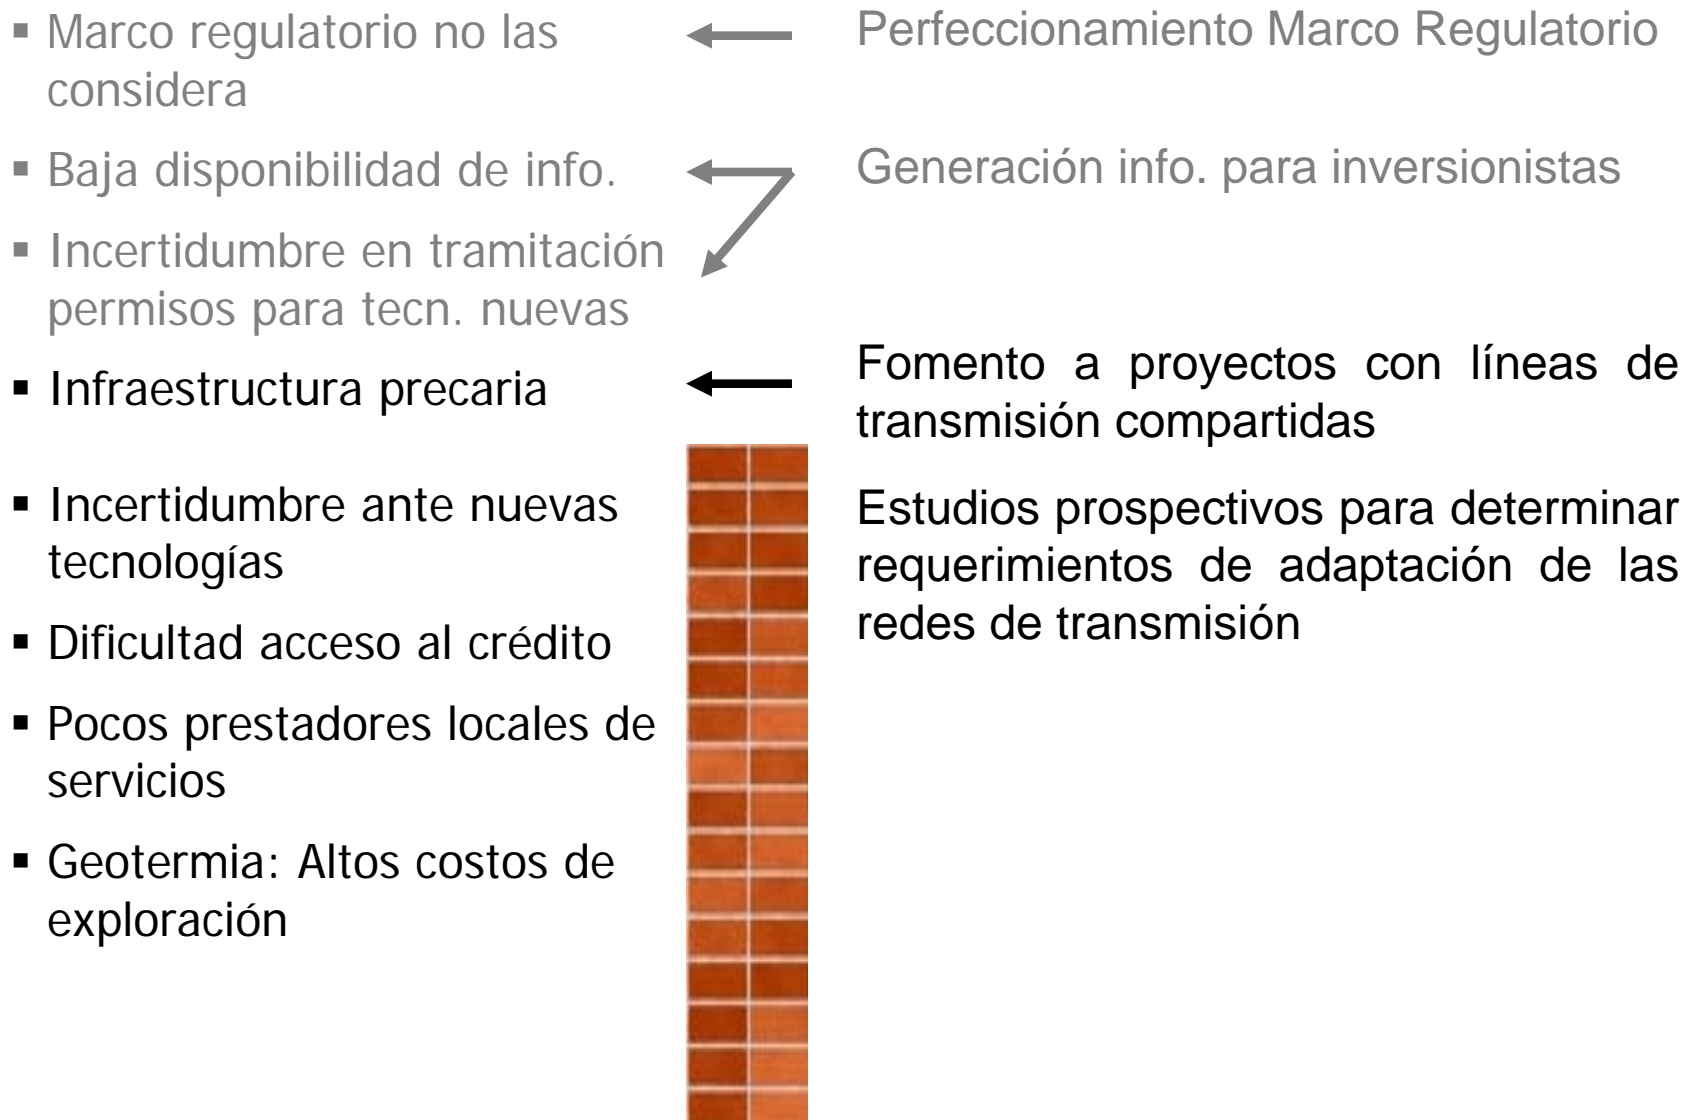 ▪ Marco regulatorio no las
considera
▪ Baja disponibilidad de info.
▪ Incertidumbre en tramitación
permisos para tecn. nuevas
▪ Infraestructura precaria
▪ Incertidumbre ante nuevas
tecnologías
▪ Dificultad acceso al crédito
▪ Pocos prestadores locales de
servicios
▪ Geotermia: Altos costos de
exploración
Perfeccionamiento Marco Regulatorio
Generación info. para inversionistas
Fomento a proyectos con líneas de
transmisión compartidas
Estudios prospectivos para determinar
requerimientos de adaptación de las
redes de transmisión